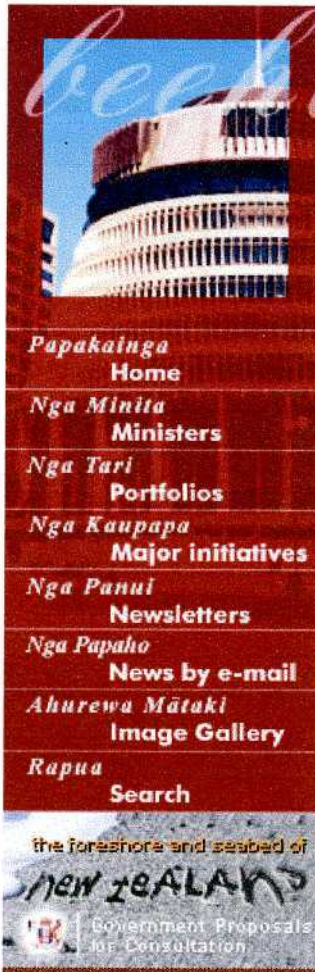 Papakainga
Home
Nga Minita
Ministers
Nga Tari
Portfolios
Nga Kaupapa
Major initiatives
Nga Panui
Newsletters
Nga Papaho
News by e-mail
Ahurewa Mātaki
Image Gallery
Rapua
Search
the foreshore and seabed of
new zeALAND
Government Proposals
for Consultation